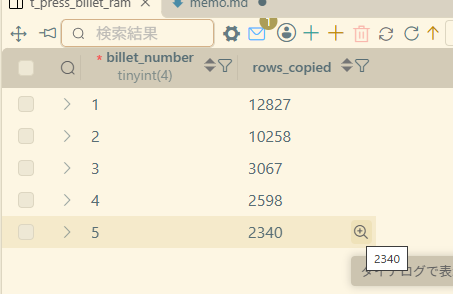 t_press_billet_ram
memo.md
検索結果
1
* billet_number
tinyint(4)
rows_copied
1 12827
2 10258
3 3067
4 2598
5 2340
2340
ダイアログで表